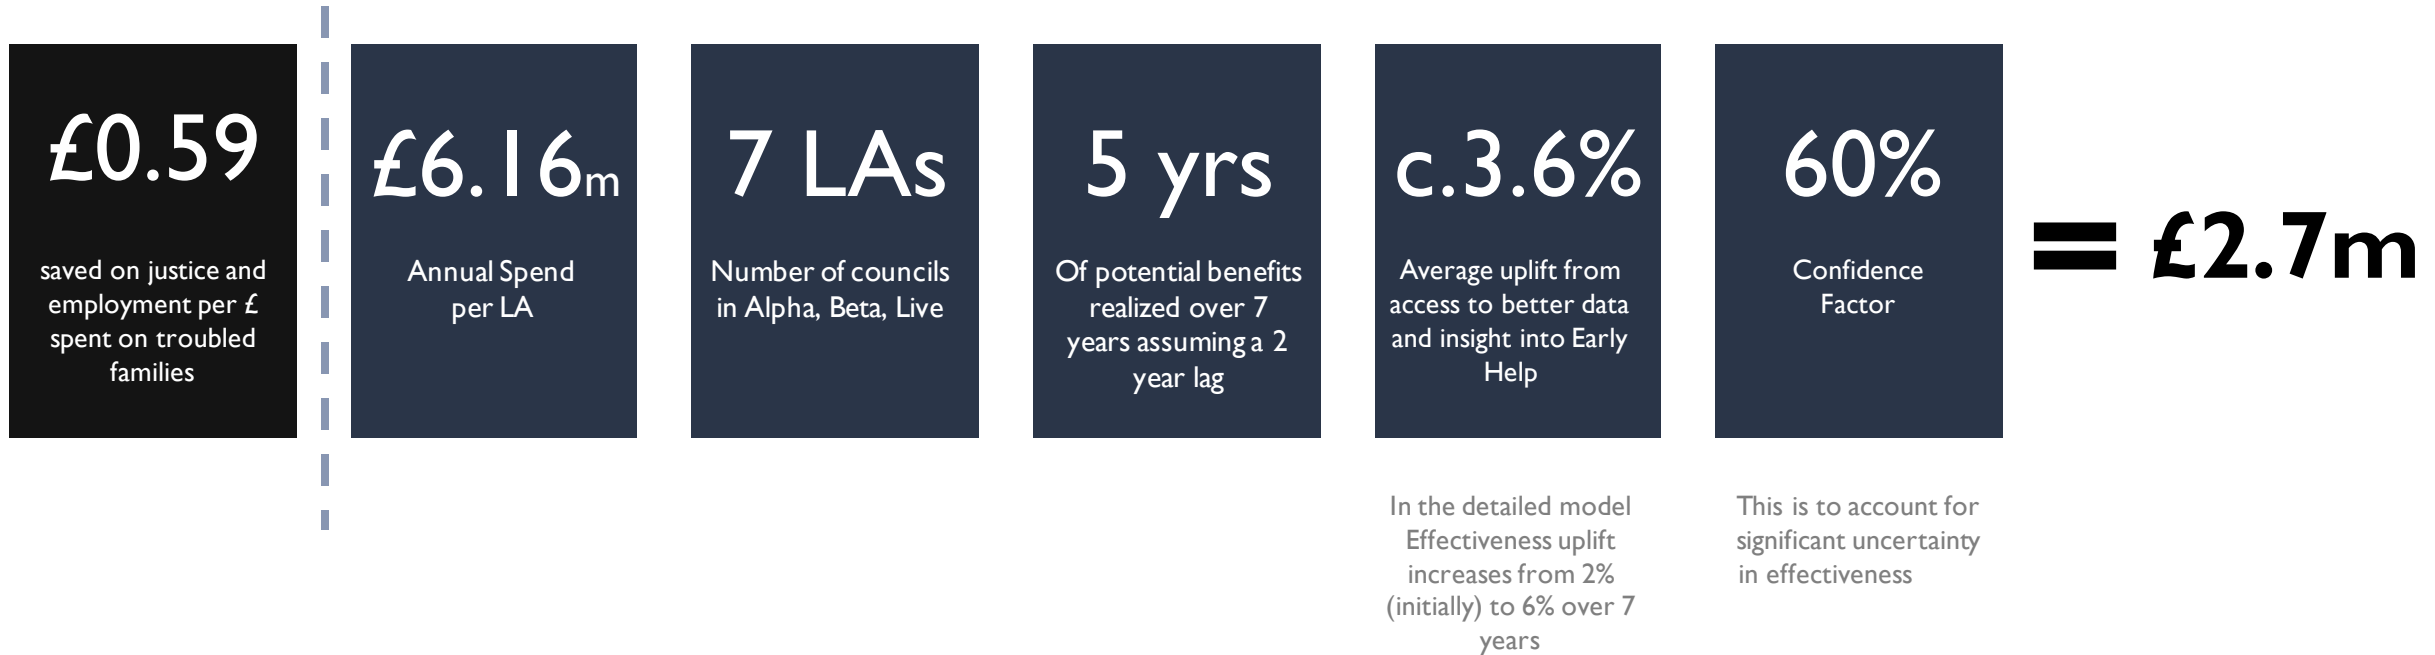 £0.59
saved on justice and
employment per £
spent on troubled
families
£6.16m
Annual Spend
per LA
7 LAs
Number of councils
in Alpha, Beta, Live
5 yrs
Of potential benefits
realized over 7
years assuming a 2
year lag
c.3.6%
Average uplift from
access to better data
and insight into Early
Help
In the detailed model
Effectiveness uplift
increases from 2%
(initially) to 6% over 7
years
60%
Confidence
Factor
This is to account for
significant uncertainty
in effectiveness
= £2.7m